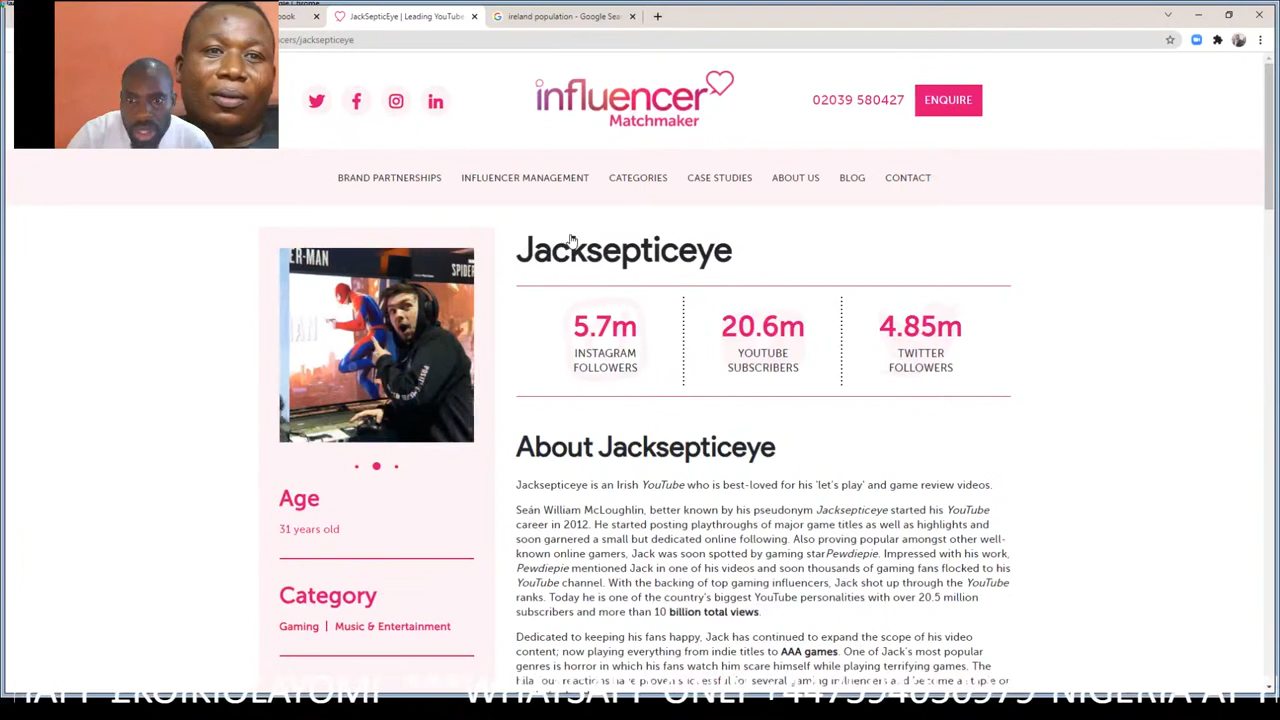 ook
JackSepticEye | Leading YouTube
ireland population - Google Sea
cers/jacksepticeye
influencer
Matchmaker
02039 580427
ENQUIRE
BRAND PARTNERSHIPS
INFLUENCER MANAGEMENT
CATEGORIES
CASE STUDIES
ABOUT US
BLOG
CONTACT
ER-MAN
SPIDER
Jacksepticeye
5.7m
INSTAGRAM
FOLLOWERS
20.6m
YOUTUBE
SUBSCRIBERS
4.85m
TWITTER
FOLLOWERS
About Jacksepticeye
Jacksepticeye is an Irish YouTube who is best-loved for his 'let's play' and game review videos.
Seán William McLoughlin, better known by his pseudonym Jacksepticeye started his YouTube
career in 2012. He started posting playthroughs of major game titles as well as highlights and
soon garnered a small but dedicated online following. Also proving popular amongst other well-
known online gamers, Jack was soon spotted by gaming starPewdiepie. Impressed with his work,
Pewdiepie mentioned Jack in one of his videos and soon thousands of gaming fans flocked to his
YouTube channel. With the backing of top gaming influencers, Jack shot up through the YouTube
ranks. Today he is one of the country's biggest YouTube personalities with over 20.5 million
subscribers and more than 10 billion total views.
Dedicated to keeping his fans happy, Jack has continued to expand the scope of his video
content; now playing everything from indie titles to AAA games. One of Jack's most popular
genres is horror in which his fans watch him scare himself while playing terrifying games. The
Age
31 years old
Category
Gaming | Music & Entertainment